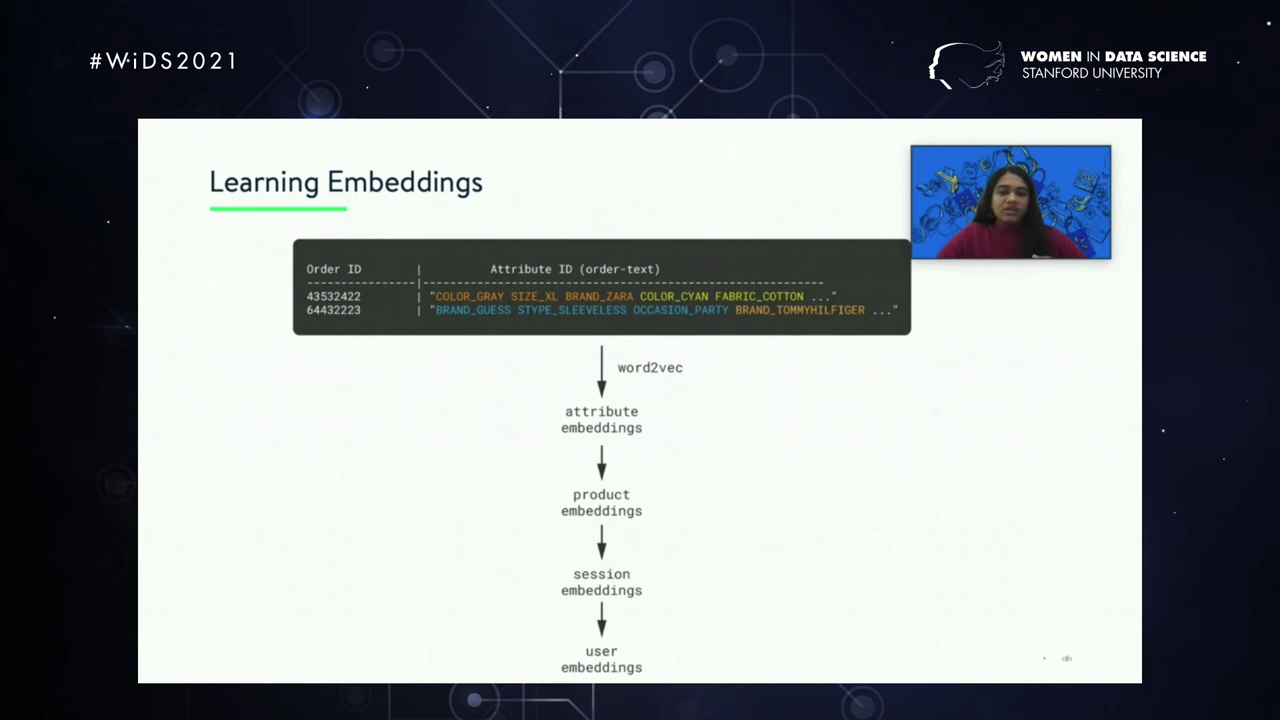 #WiDS2021
WOMEN IN DATA SCIENCE
STANFORD UNIVERSITY
Learning Embeddings
Order ID | Attribute ID (order-text)
----------------|------------------------------------------------------------
43532422 | "COLOR_GRAY SIZE_XL BRAND_ZARA COLOR_CYAN FABRIC_COTTON ..."
64432223 | "BRAND_GUESS STYPE_SLEEVELESS OCCASION_PARTY BRAND_TOMMYHILFIGER ..."
word2vec
attribute
embeddings
product
embeddings
session
embeddings
user
embeddings